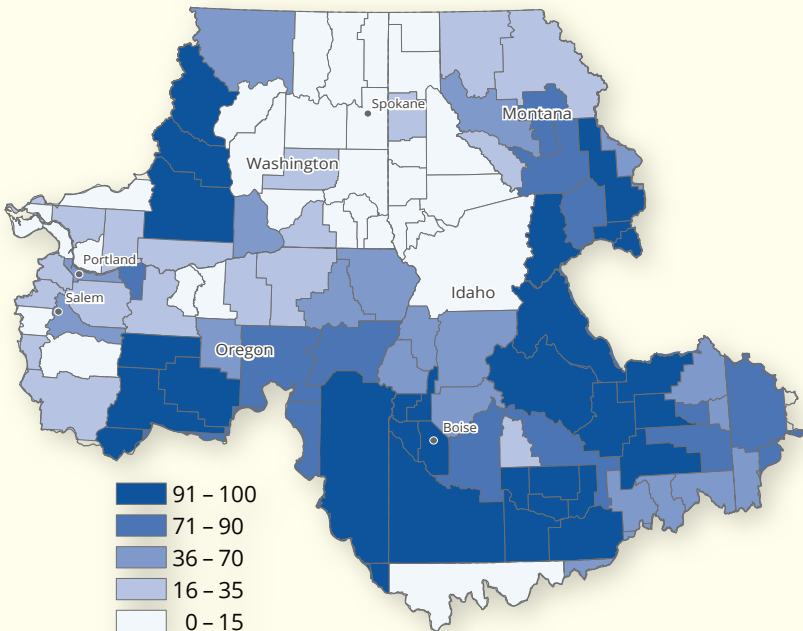 Spokane
Montana
Washington
Portland
Salem
Idaho
Oregon
Boise
91 – 100
71 – 90
36 – 70
16 – 35
0 – 15